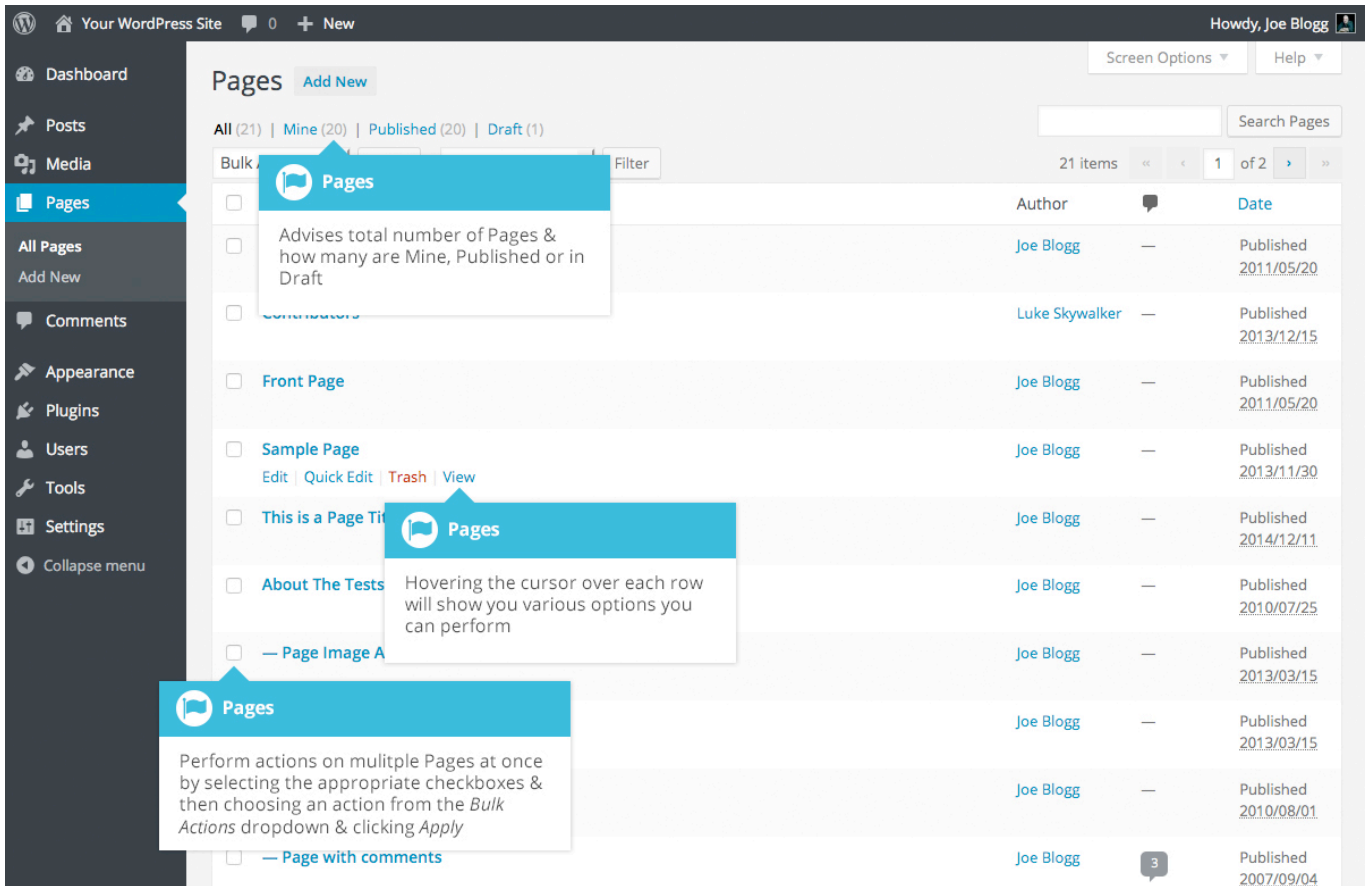 Your WordPress Site 0 + New Howdy, Joe Blogg
Dashboard
Posts
Media
Pages
All Pages
Add New
Comments
Appearance
Plugins
Users
Tools
Settings
Collapse menu
Screen Options Help
Pages Add New
All (21) | Mine (20) | Published (20) | Draft (1)
Search Pages
Bulk Filter 21 items « ‹ 1 of 2 › »
Pages
Advises total number of Pages &
how many are Mine, Published or in
Draft
Author Date
Joe Blogg — Published
2011/05/20
Contributors Luke Skywalker — Published
2013/12/15
Front Page Joe Blogg — Published
2011/05/20
Sample Page Joe Blogg — Published
Edit | Quick Edit | Trash | View 2013/11/30
This is a Page Joe Blogg — Published
2014/12/11
Pages
Hovering the cursor over each row
will show you various options you
can perform
About The Tests Joe Blogg — Published
2010/07/25
— Page Image Joe Blogg — Published
2013/03/15
Pages
Perform actions on mulitple Pages at once
by selecting the appropriate checkboxes &
then choosing an action from the Bulk
Actions dropdown & clicking Apply
Joe Blogg — Published
2013/03/15
Joe Blogg — Published
2010/08/01
— Page with comments Joe Blogg 3 Published
2007/09/04